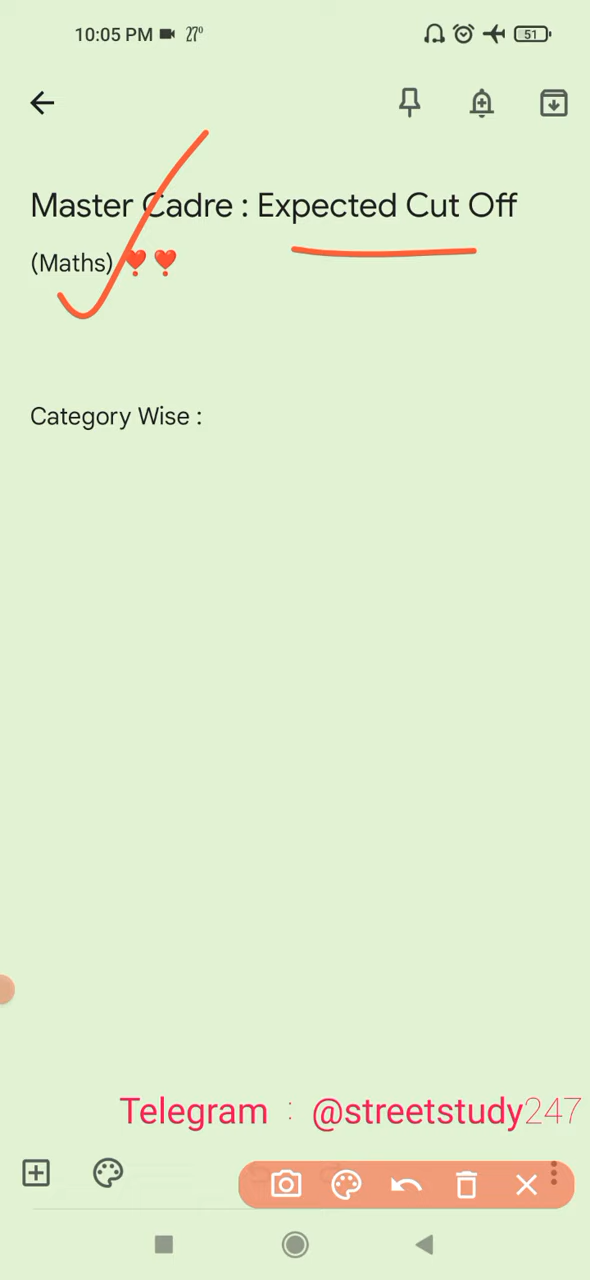 10:05 PM 27°
51
Master Cadre : Expected Cut Off
(Maths) ❣️❣️
Category Wise :
Telegram : @streetstudy247